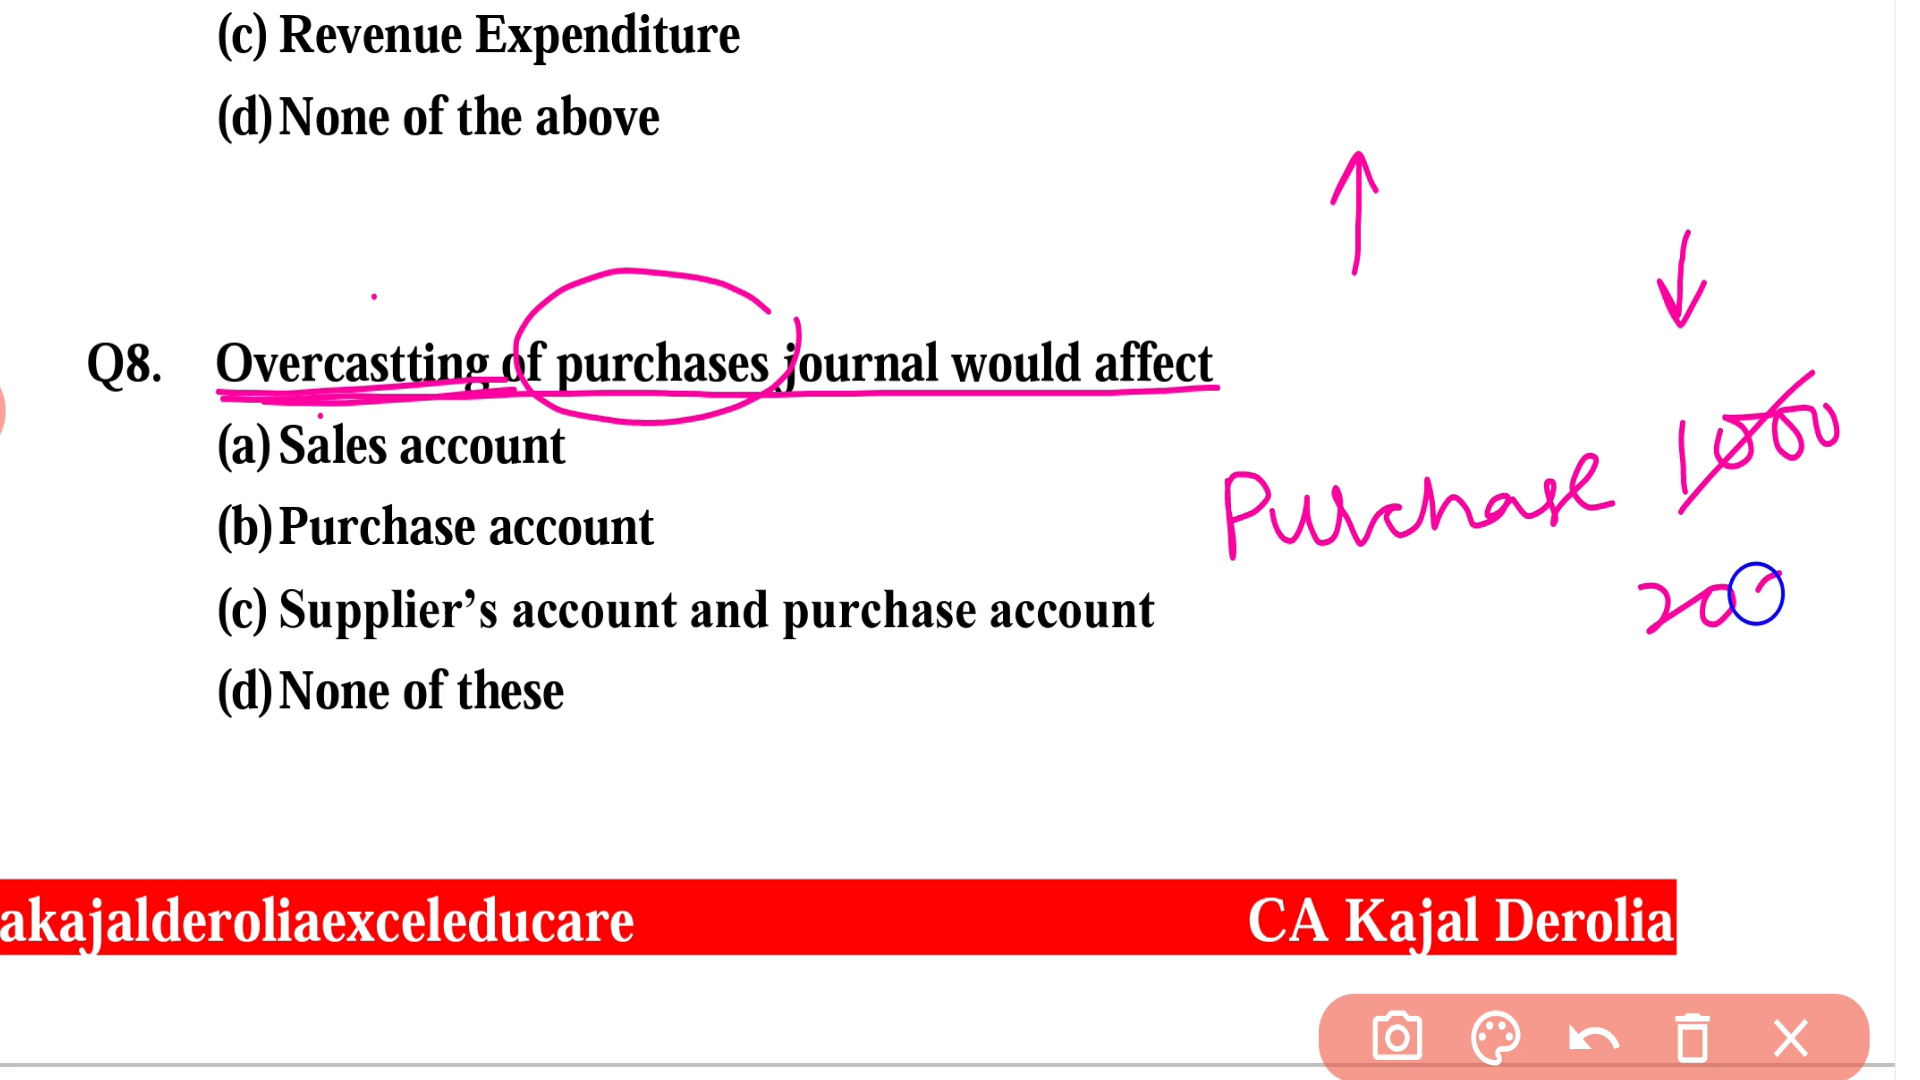 (c) Revenue Expenditure
(d) None of the above
Q8. Overcastting of purchases journal would affect
(a) Sales account
(b) Purchase account
(c) Supplier’s account and purchase account
(d) None of these
Purchase 1000
200
akajalderoliaexceleducare CA Kajal Derolia